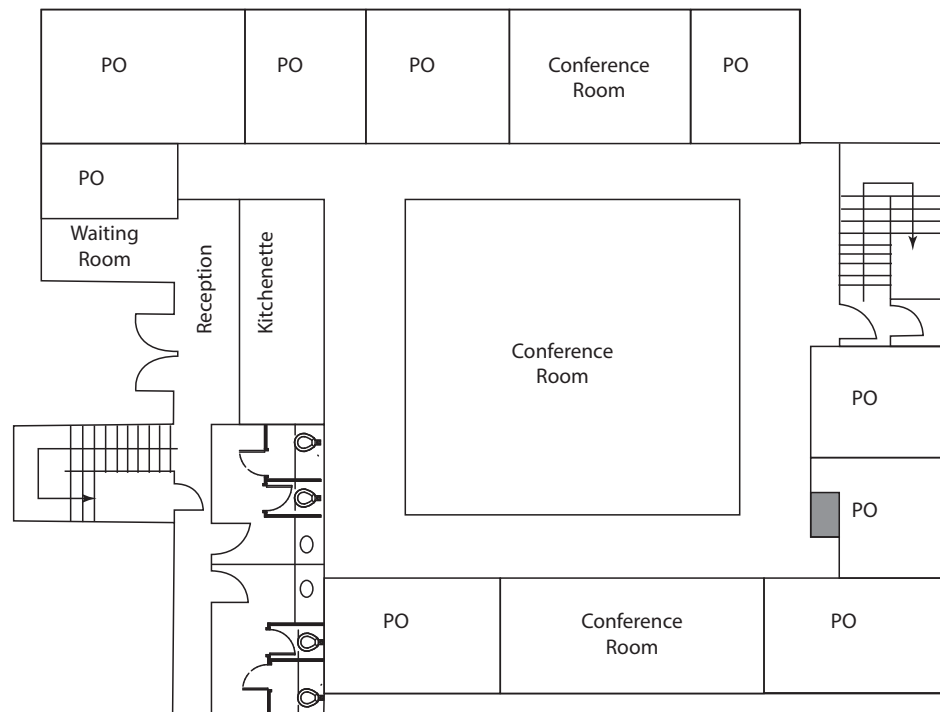 PO
PO
PO
Conference
Room
PO
PO
Waiting
Room
Reception
Kitchenette
Conference
Room
PO
PO
PO
Conference
Room
PO